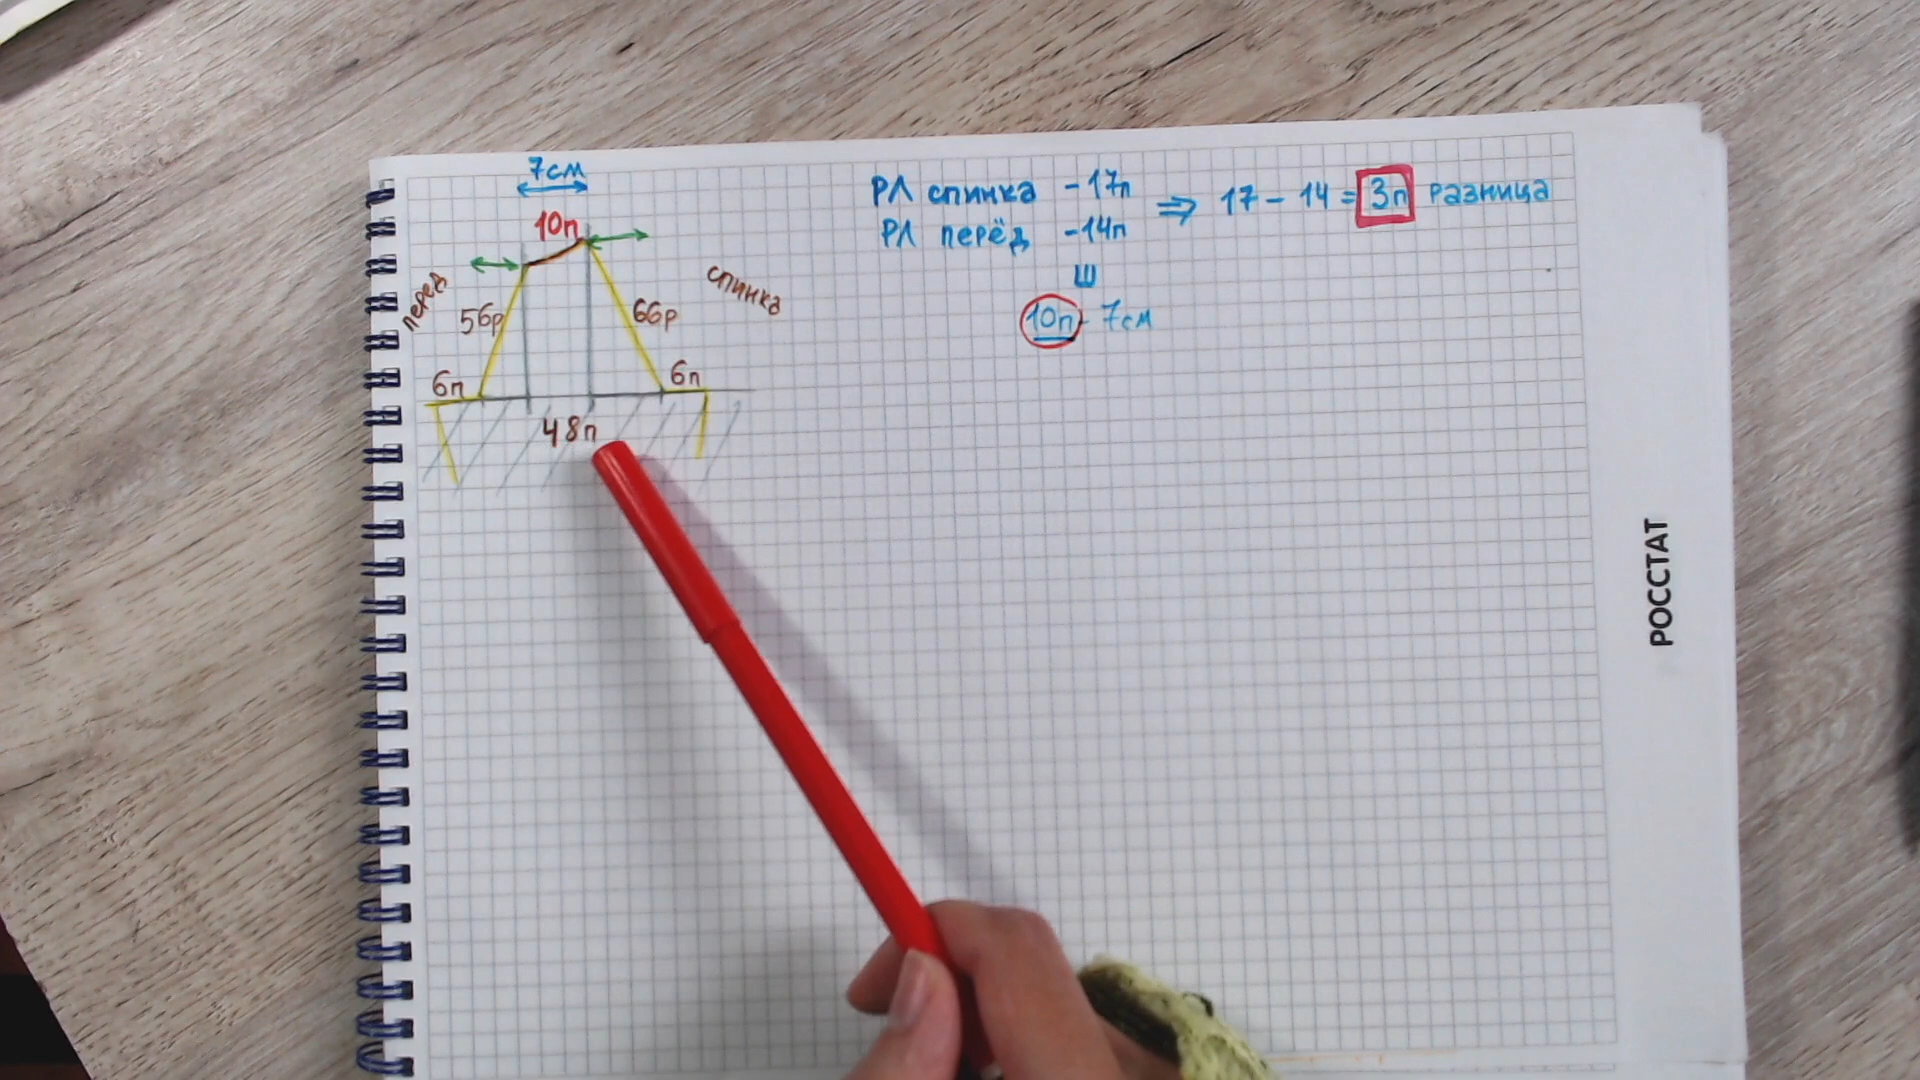 7см
10п
РЛ спинка - 17п
РЛ перёд - 14п
⇒ 17 - 14 = 3п разница
10п - 7см
перед
56р
66р
спинка
6п
6п
48п
РОССТАТ